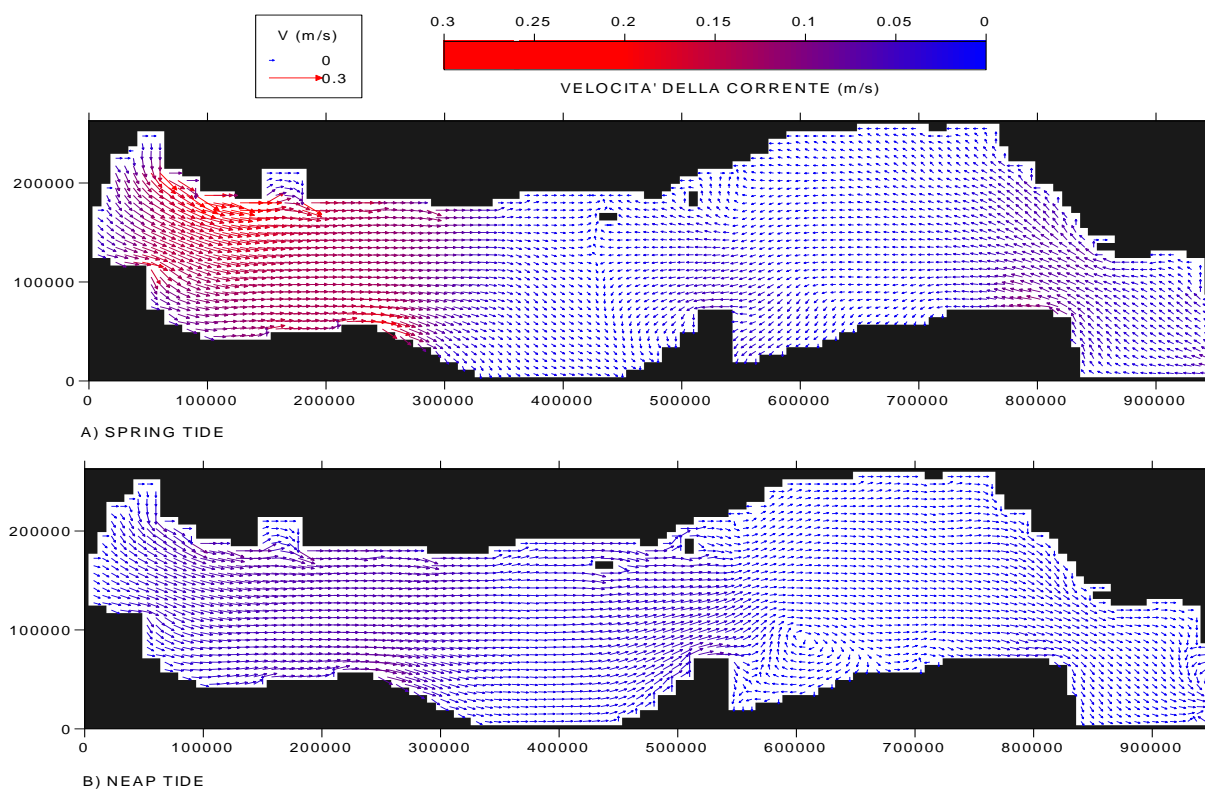 V (m/s)
0
0.3
0.3 0.25 0.2 0.15 0.1 0.05 0
VELOCITA' DELLA CORRENTE (m/s)
200000
100000
0
0 100000 200000 300000 400000 500000 600000 700000 800000 900000
A) SPRING TIDE
200000
100000
0
0 100000 200000 300000 400000 500000 600000 700000 800000 900000
B) NEAP TIDE